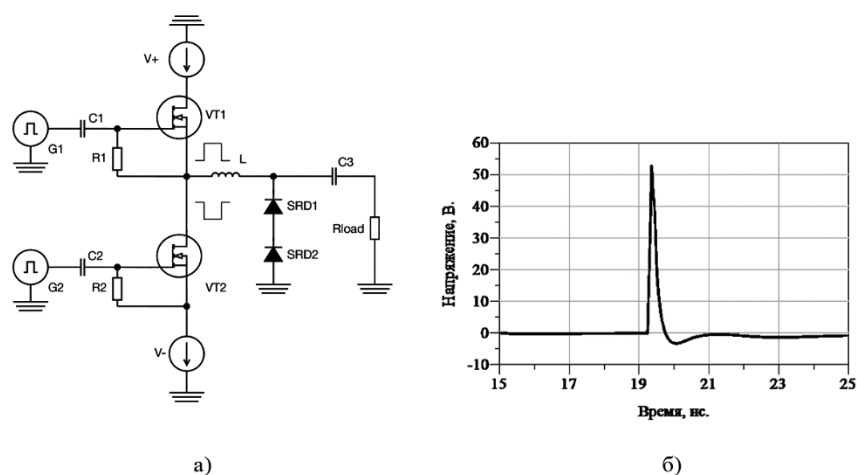 V+
VT1
C1
G1
R1
L
C3
SRD1
Rload
SRD2
C2
G2
R2
VT2
V-
а)
Напряжение, В.
60
50
40
30
20
10
0
-10
15
17
19
21
23
25
Время, нс.
б)